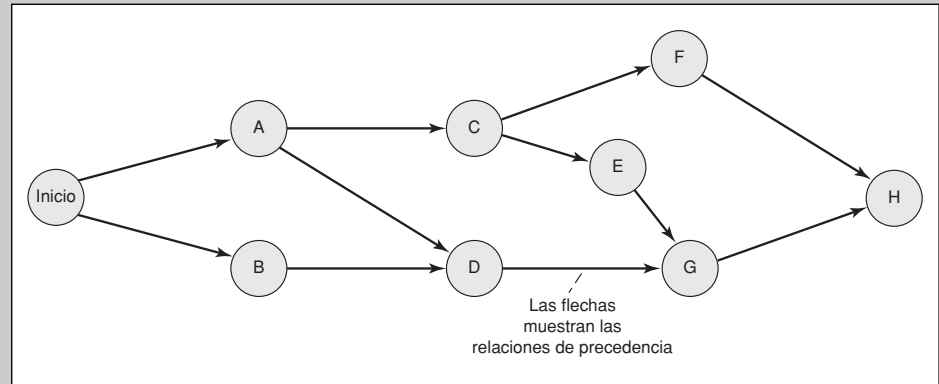 F
A
C
E
Inicio
H
B
D
G
Las flechas
muestran las
relaciones de precedencia